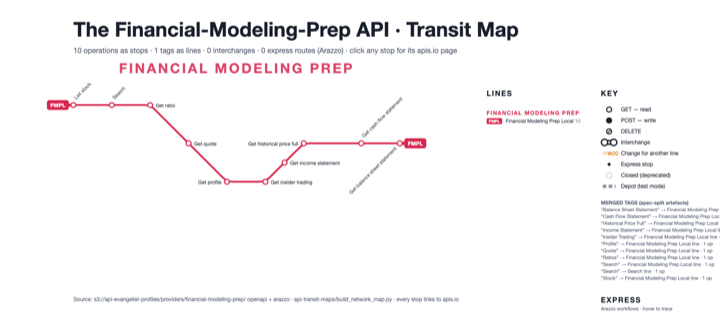 The Financial-Modeling-Prep API · Transit Map
10 operations as stops · 1 tags as lines · 0 interchanges · 0 express routes (Arazzo) · click any stop for its apis.io page
FINANCIAL MODELING PREP
FMPL
List stock
Search
Get ratio
Get quote
Get profile
Get insider trading
Get income statement
Get historical price full
Get cash flow statement
Get balance sheet statement
FMPL
LINES
FINANCIAL MODELING PREP
FMPL Financial Modeling Prep Local 10
KEY
GET — read
POST — write
DELETE
Interchange
Change for another line
Express stop
Closed (deprecated)
Depot (test mode)
MERGED TAGS (spec-split artefacts)
"Balance Sheet Statement" → Financial Modeling Prep
"Cash Flow Statement" → Financial Modeling Prep Loc
"Historical Price Full" → Financial Modeling Prep Local
"Income Statement" → Financial Modeling Prep Local l
"Insider Trading" → Financial Modeling Prep Local line ·
"Profile" → Financial Modeling Prep Local line · 1 op
"Quote" → Financial Modeling Prep Local line · 1 op
"Ratios" → Financial Modeling Prep Local line · 1 op
"Search" → Financial Modeling Prep Local line · 1 op
"Search" → Search line · 1 op
"Stock" → Financial Modeling Prep Local line · 1 op
EXPRESS
Arazzo workflows · hover to trace
Source: s3://api-evangelist-profiles/providers/financial-modeling-prep/ openapi + arazzo · api-transit-maps/build_network_map.py · every stop links to apis.io